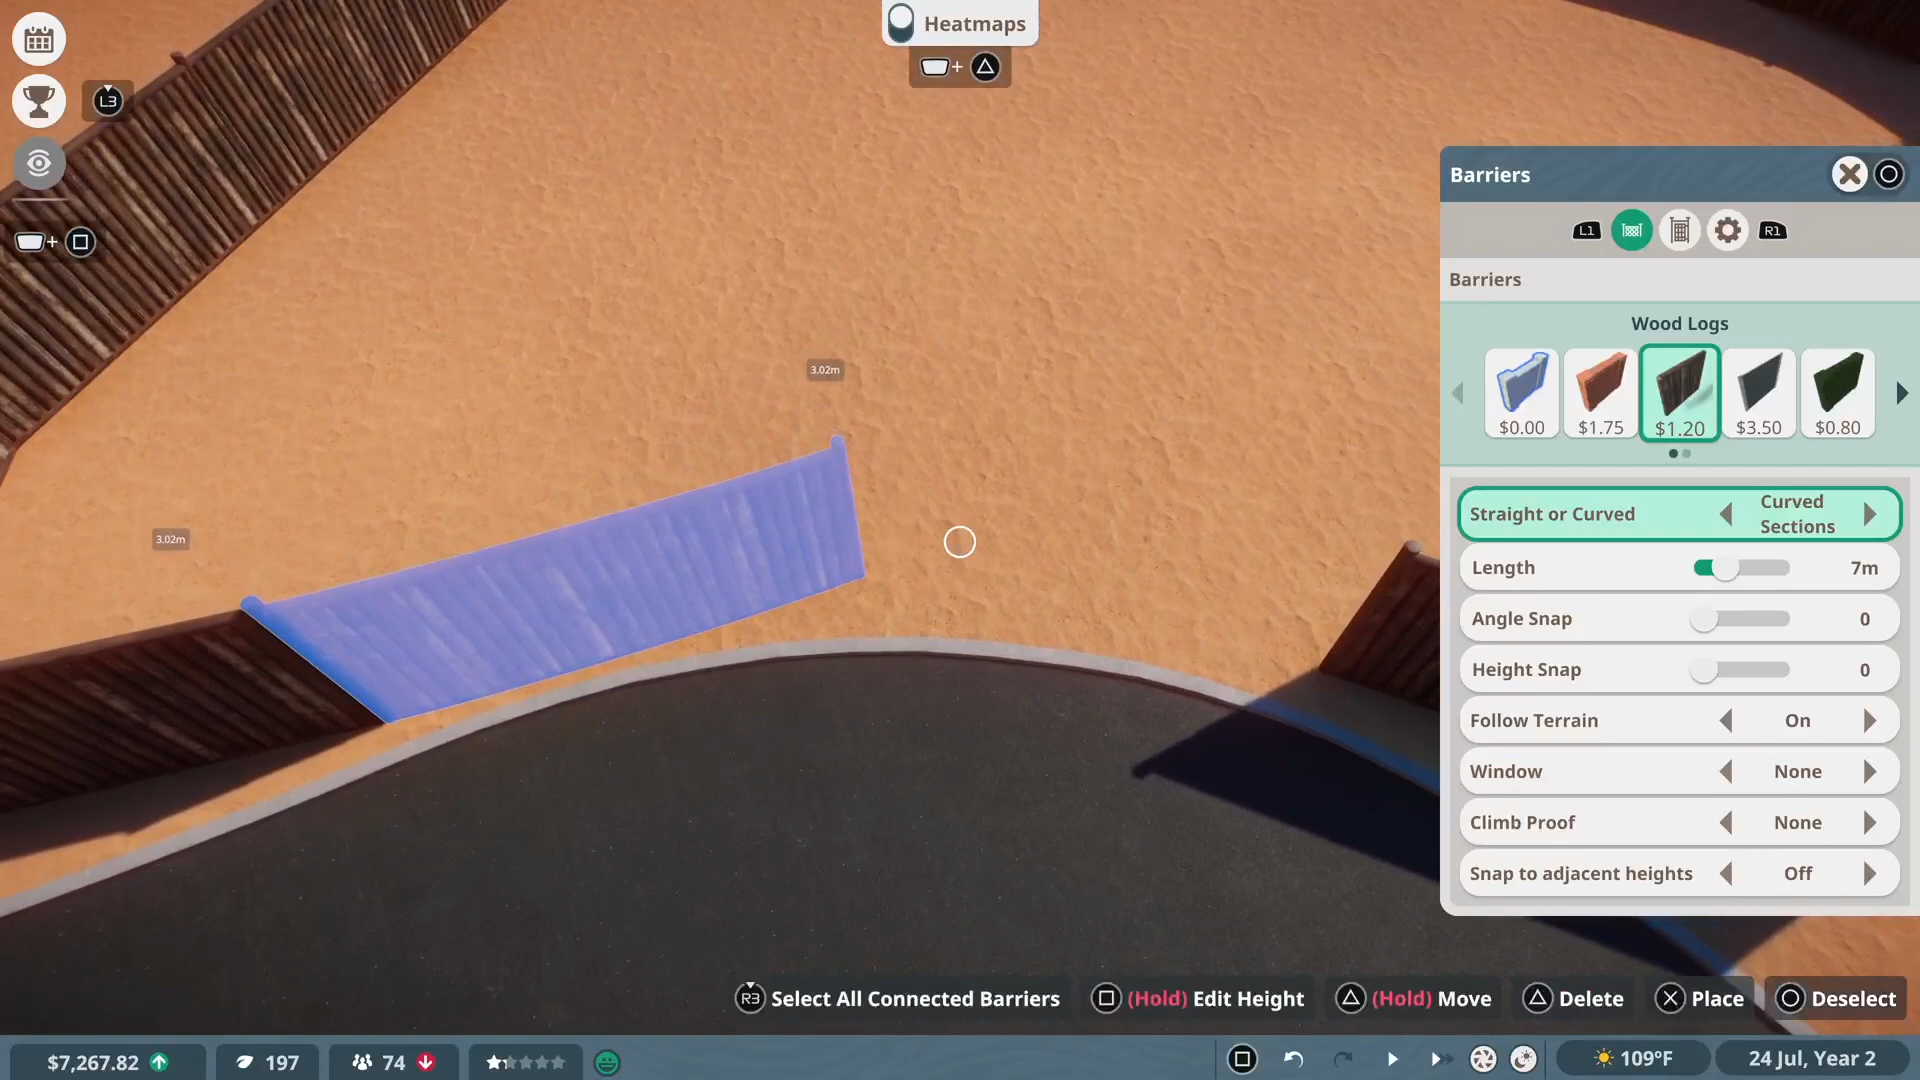 Heatmaps
+
L3
+
3.02m
3.02m
Barriers
L1
R1
Barriers
Wood Logs
$0.00
$1.75
$1.20
$3.50
$0.80
Straight or Curved
Curved Sections
Length
7m
Angle Snap
0
Height Snap
0
Follow Terrain
On
Window
None
Climb Proof
None
Snap to adjacent heights
Off
R3 Select All Connected Barriers
(Hold) Edit Height
(Hold) Move
Delete
Place
Deselect
$7,267.82
197
74
109°F
24 Jul, Year 2